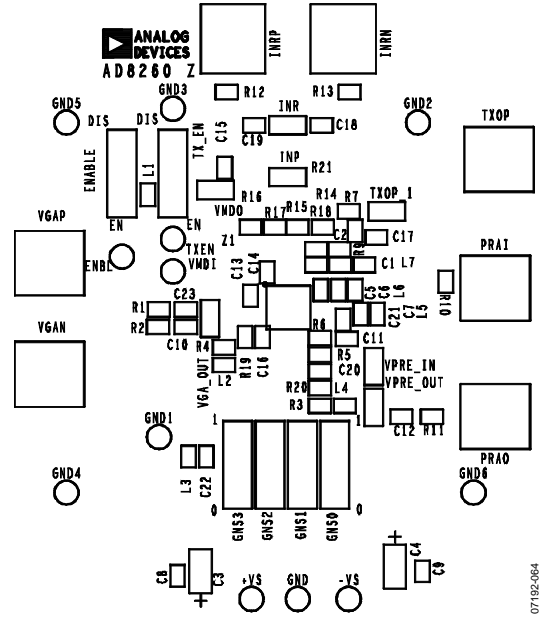 ANALOG
DEVICES
AD8260 Z
INRP
INRN
R12
R13
GND5
GND3
GND2
TXOP
DIS
DIS
INR
C19
C18
TX_EN
C15
ENABLE
L1
INP
R21
VMDO
R16
R17
R15
R14
R18
R7
TXOP_1
VGAP
EN
EN
Z1
C2
C17
ENBL
TXEN
VMDI
R9
C1
L7
PRAI
C13
C14
C5
C6
L6
R10
C23
R1
R2
C10
R4
C21
C7
L5
VGAN
R6
R5
C11
VGA_OUT
L2
R19
C16
C20
VPRE_IN
VPRE_OUT
R20
L4
R3
C12
R11
GND1
1
1
PRAO
GND4
L3
C22
GND6
0
0
GNS3
GNS2
GNS1
GNS0
C8
C3
+
+
C4
C9
+VS
GND
-VS
07192-064